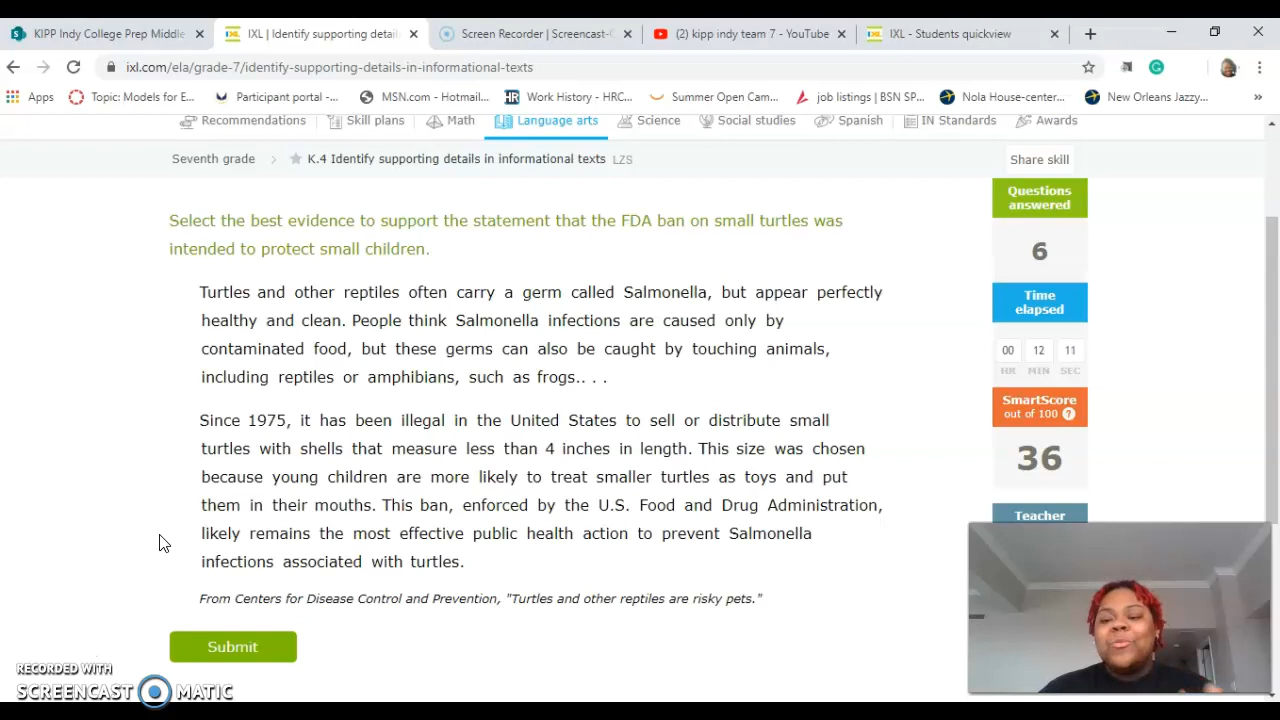 KIPP Indy College Prep Middle
IXL | Identify supporting detail
Screen Recorder | Screencast-O
(2) kipp indy team 7 - YouTube
IXL - Students quickview
ixl.com/ela/grade-7/identify-supporting-details-in-informational-texts
Apps
Topic: Models for E...
Participant portal -...
MSN.com - Hotmail...
HR Work History - HRC...
Summer Open Cam...
job listings | BSN SP...
Nola House-center...
New Orleans Jazzy...
»
Recommendations
Skill plans
Math
Language arts
Science
Social studies
Spanish
IN Standards
Awards
Seventh grade > K.4 Identify supporting details in informational texts LZS
Share skill
Select the best evidence to support the statement that the FDA ban on small turtles was
intended to protect small children.
Turtles and other reptiles often carry a germ called Salmonella, but appear perfectly
healthy and clean. People think Salmonella infections are caused only by
contaminated food, but these germs can also be caught by touching animals,
including reptiles or amphibians, such as frogs.. . .
Since 1975, it has been illegal in the United States to sell or distribute small
turtles with shells that measure less than 4 inches in length. This size was chosen
because young children are more likely to treat smaller turtles as toys and put
them in their mouths. This ban, enforced by the U.S. Food and Drug Administration,
likely remains the most effective public health action to prevent Salmonella
infections associated with turtles.
From Centers for Disease Control and Prevention, "Turtles and other reptiles are risky pets."
Submit
Questions
answered
6
Time
elapsed
00 12 11
HR MIN SEC
SmartScore
out of 100 ?
36
Teacher
RECORDED WITH
SCREENCAST MATIC